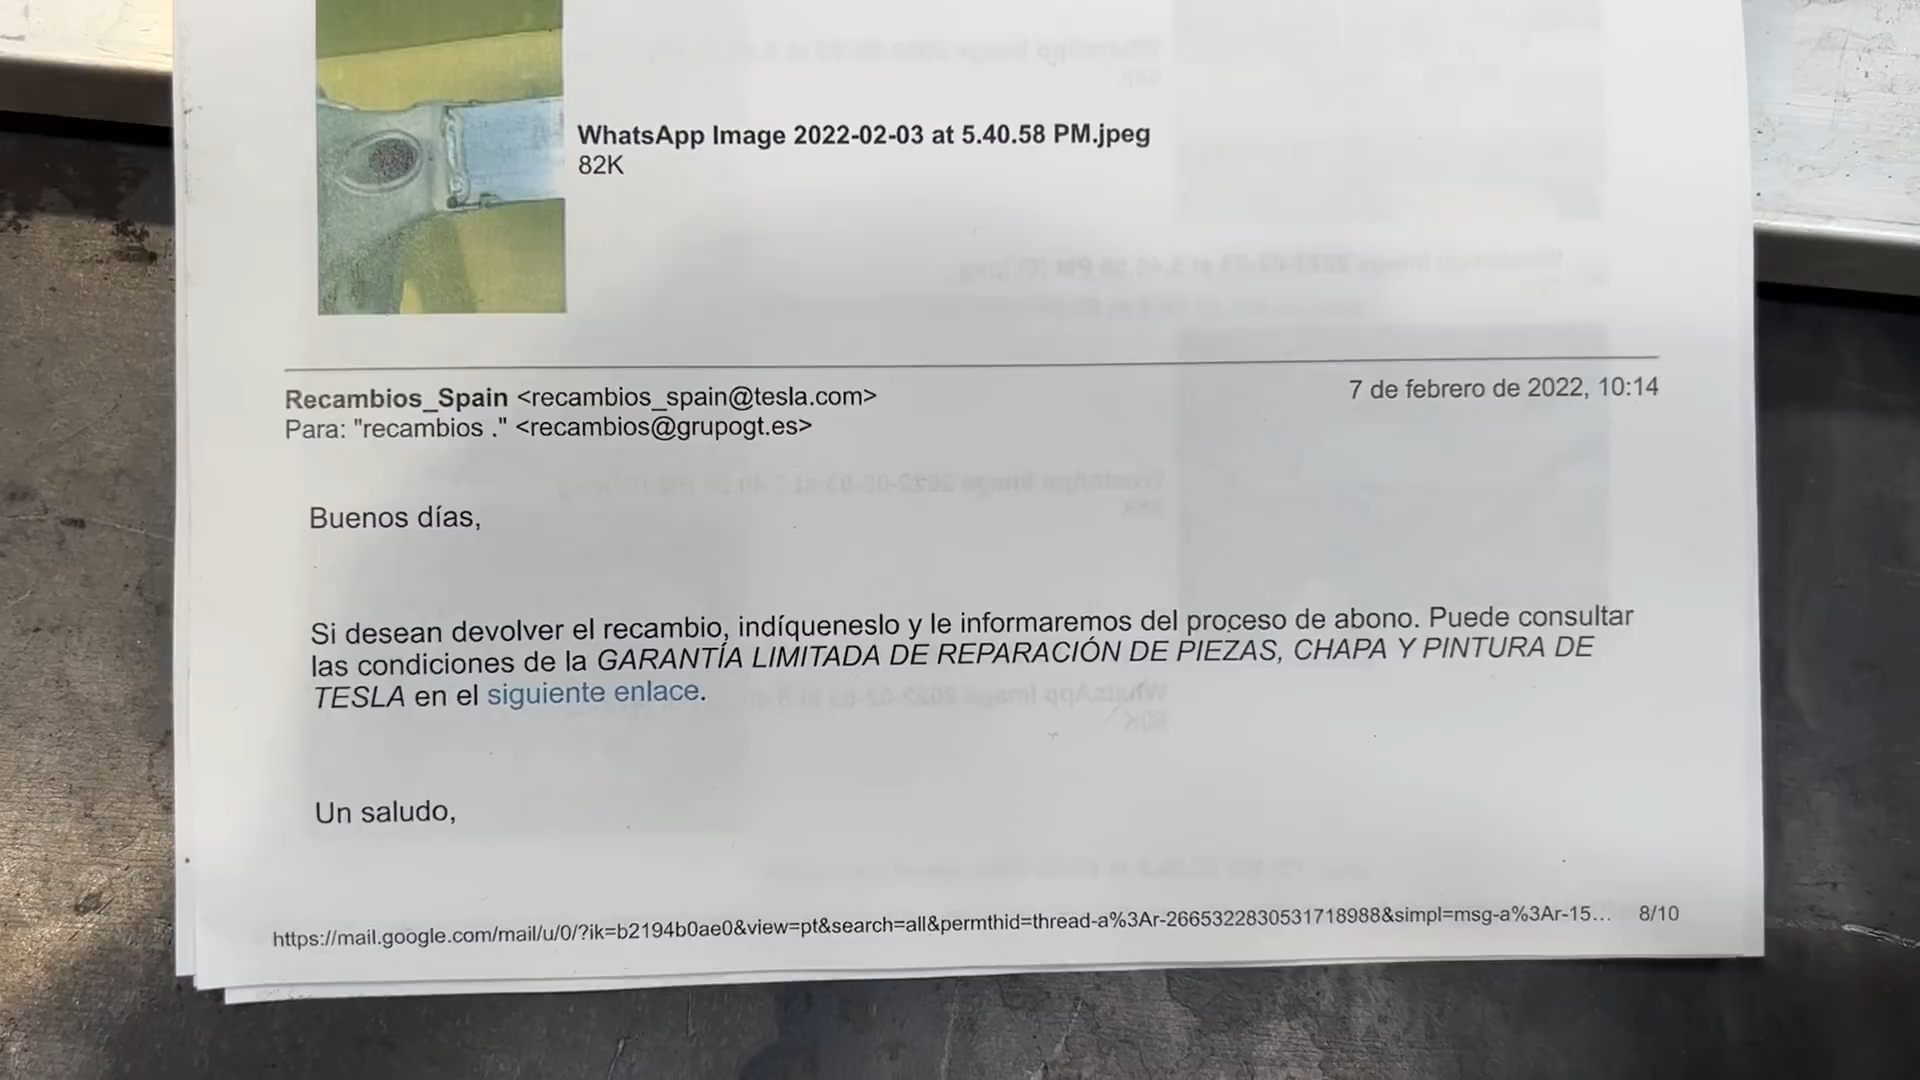 WhatsApp Image 2022-02-03 at 5.40.58 PM.jpeg
82K
Recambios_Spain <recambios_spain@tesla.com>
7 de febrero de 2022, 10:14
Para: "recambios ." <recambios@grupogt.es>
Buenos días,
Si desean devolver el recambio, indíqueneslo y le informaremos del proceso de abono. Puede consultar
las condiciones de la GARANTÍA LIMITADA DE REPARACIÓN DE PIEZAS, CHAPA Y PINTURA DE
TESLA en el siguiente enlace.
Un saludo,
https://mail.google.com/mail/u/0/?ik=b2194b0ae0&view=pt&search=all&permthid=thread-a%3Ar-2665322830531718988&simpl=msg-a%3Ar-15... 8/10